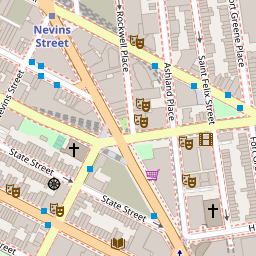 Nevins
Street
Rockwell Place
Ashland Place
Saint Felix Street
Fort Greene Place
Nevins Street
State Street
State Street
H